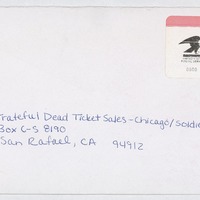 Grateful Dead Ticket Sales - Chicago/Soldie
Box G-S 8190
San Rafael, CA 94912